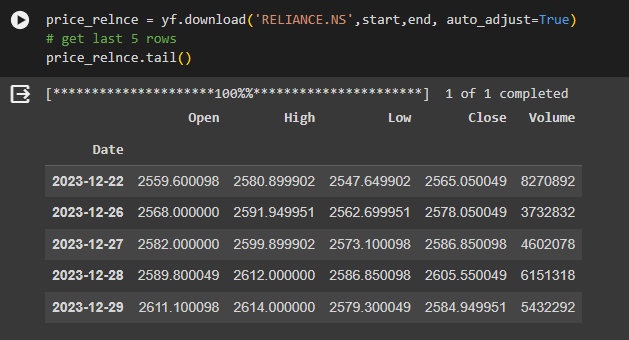 price_relnce = yf.download('RELIANCE.NS',start,end, auto_adjust=True)
# get last 5 rows
price_relnce.tail()
[*********************100%%**********************]  1 of 1 completed
Open High Low Close Volume
Date
2023-12-22 2559.600098 2580.899902 2547.649902 2565.050049 8270892
2023-12-26 2568.000000 2591.949951 2562.699951 2578.050049 3732832
2023-12-27 2582.000000 2599.899902 2573.100098 2586.850098 4602078
2023-12-28 2589.800049 2612.000000 2586.850098 2605.550049 6151318
2023-12-29 2611.100098 2614.000000 2579.300049 2584.949951 5432292